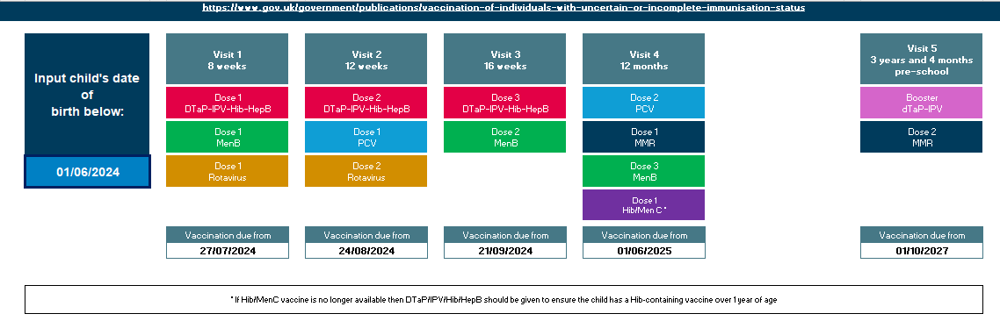 https://www.gov.uk/government/publications/vaccination-of-individuals-with-uncertain-or-incomplete-immunisation-status
Input child's date
of
birth below:
01/06/2024
Visit 1
8 weeks
Dose 1
DTaP-IPV-Hib-HepB
Dose 1
MenB
Dose 1
Rotavirus
Vaccination due from
27/07/2024
Visit 2
12 weeks
Dose 2
DTaP-IPV-Hib-HepB
Dose 1
PCV
Dose 2
Rotavirus
Vaccination due from
24/08/2024
Visit 3
16 weeks
Dose 3
DTaP-IPV-Hib-HepB
Dose 2
MenB
Vaccination due from
21/09/2024
Visit 4
12 months
Dose 2
PCV
Dose 1
MMR
Dose 3
MenB
Dose 1
Hib/Men C *
Vaccination due from
01/06/2025
Visit 5
3 years and 4 months
pre-school
Booster
dTaP-IPV
Dose 2
MMR
Vaccination due from
01/10/2027
* If Hib/MenC vaccine is no longer available then DTaP/IPV/Hib/HepB should be given to ensure the child has a Hib-containing vaccine over 1 year of age